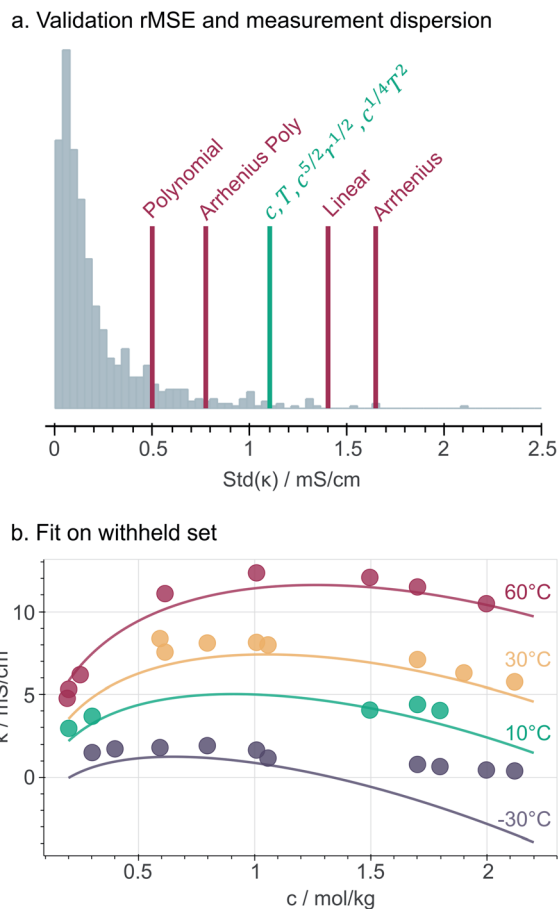 a. Validation rMSE and measurement dispersion
Polynomial
Arrhenius Poly
c, T, c^{5/2}r^{1/2}, c^{1/4}T^2
Linear
Arrhenius
0 0.5 1 1.5 2 2.5
Std(κ) / mS/cm
b. Fit on withheld set
κ / mS/cm
10
5
0
60°C
30°C
10°C
-30°C
0.5 1 1.5 2
c / mol/kg